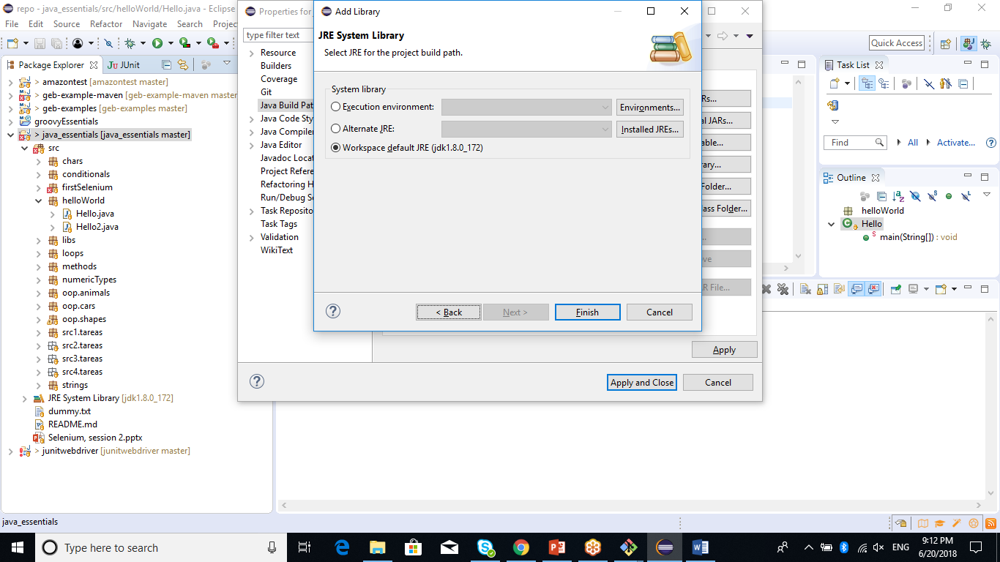 repo - java_essentials/src/helloWorld/Hello.java - Eclipse
File Edit Source Refactor Navigate Search Projec
Quick Access
Package Explorer
JUnit
> amazontest [amazontest master]
> geb-example-maven [geb-example-maven master
> geb-examples [geb-examples master]
groovyEssentials
> java_essentials [java_essentials master]
src
chars
conditionals
firstSelenium
helloWorld
Hello.java
Hello2.java
libs
loops
methods
numericTypes
oop.animals
oop.cars
oop.shapes
src1.tareas
src2.tareas
src3.tareas
src4.tareas
strings
JRE System Library [jdk1.8.0_172]
dummy.txt
README.md
Selenium, session 2.pptx
> junitwebdriver [junitwebdriver master]
Properties for
type filter text
Resource
Builders
Coverage
Git
Java Build Pat
Java Code Sty
Java Compiler
Java Editor
Javadoc Locat
Project Refere
Refactoring H
Run/Debug Se
Task Reposito
Task Tags
Validation
WikiText
Rs...
al JARs...
able...
ary...
Folder...
ass Folder...
...
ve
R File...
Apply
Apply and Close
Cancel
Add Library
JRE System Library
Select JRE for the project build path.
System library
Execution environment:
Environments...
Alternate JRE:
Installed JREs...
Workspace default JRE (jdk1.8.0_172)
< Back
Next >
Finish
Cancel
Task List
Find
All
Activate...
Outline
helloWorld
Hello
main(String[]) : void
java_essentials
Type here to search
ENG
9:12 PM
6/20/2018